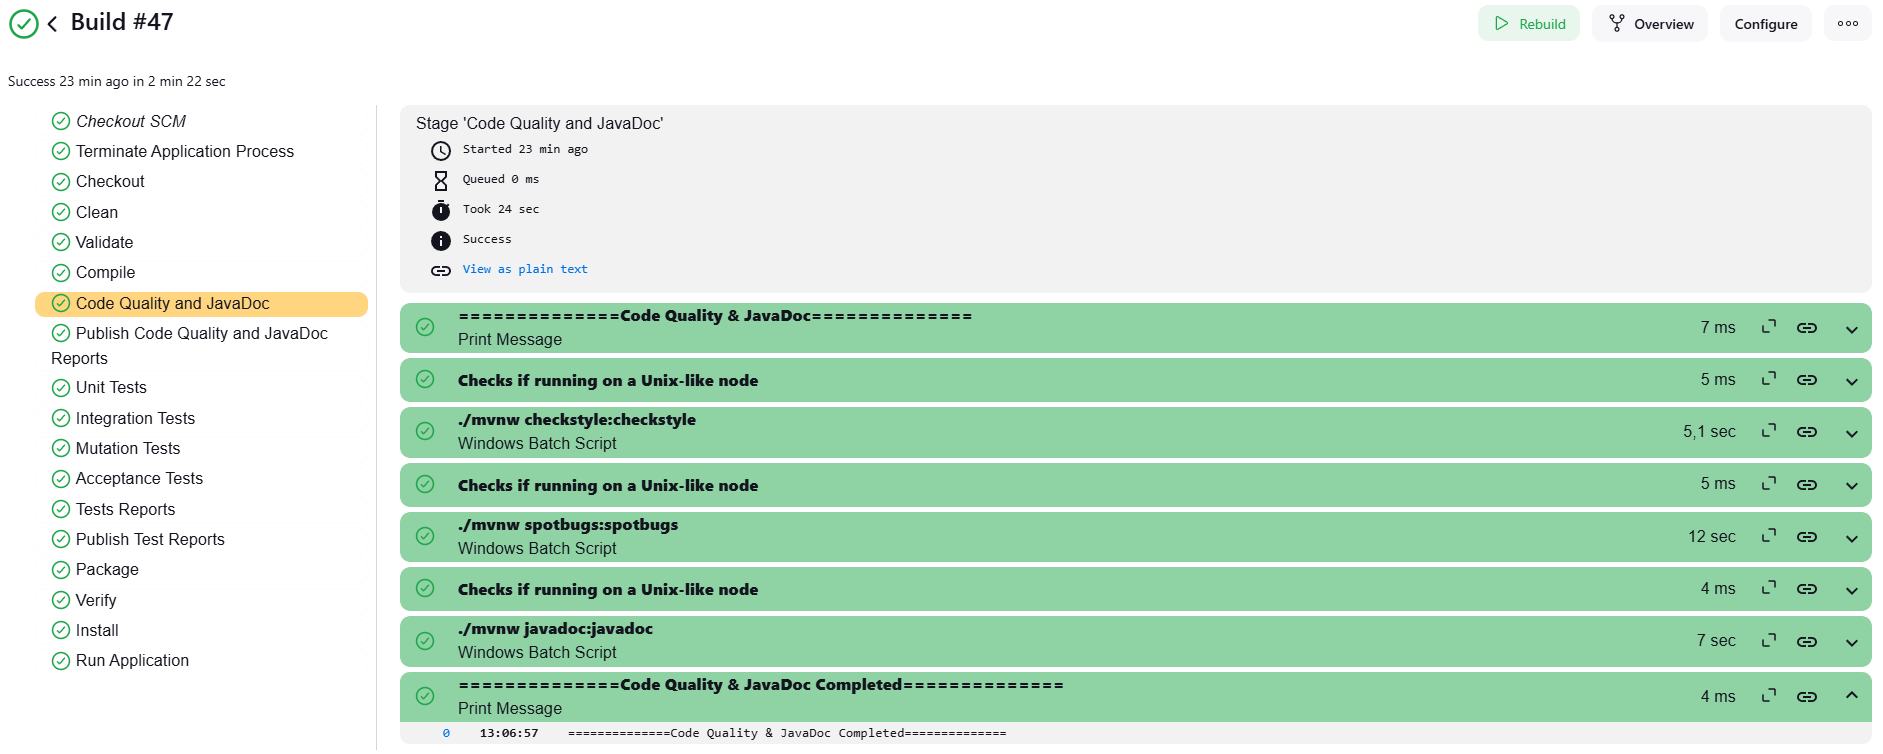 Build #47
Rebuild
Overview
Configure
Success 23 min ago in 2 min 22 sec
Checkout SCM
Terminate Application Process
Checkout
Clean
Validate
Compile
Code Quality and JavaDoc
Publish Code Quality and JavaDoc
Reports
Unit Tests
Integration Tests
Mutation Tests
Acceptance Tests
Tests Reports
Publish Test Reports
Package
Verify
Install
Run Application
Stage 'Code Quality and JavaDoc'
Started 23 min ago
Queued 0 ms
Took 24 sec
Success
View as plain text
==============Code Quality & JavaDoc==============
Print Message
7 ms
Checks if running on a Unix-like node
5 ms
./mvnw checkstyle:checkstyle
Windows Batch Script
5,1 sec
Checks if running on a Unix-like node
5 ms
./mvnw spotbugs:spotbugs
Windows Batch Script
12 sec
Checks if running on a Unix-like node
4 ms
./mvnw javadoc:javadoc
Windows Batch Script
7 sec
==============Code Quality & JavaDoc Completed==============
Print Message
4 ms
0 13:06:57 ==============Code Quality & JavaDoc Completed==============